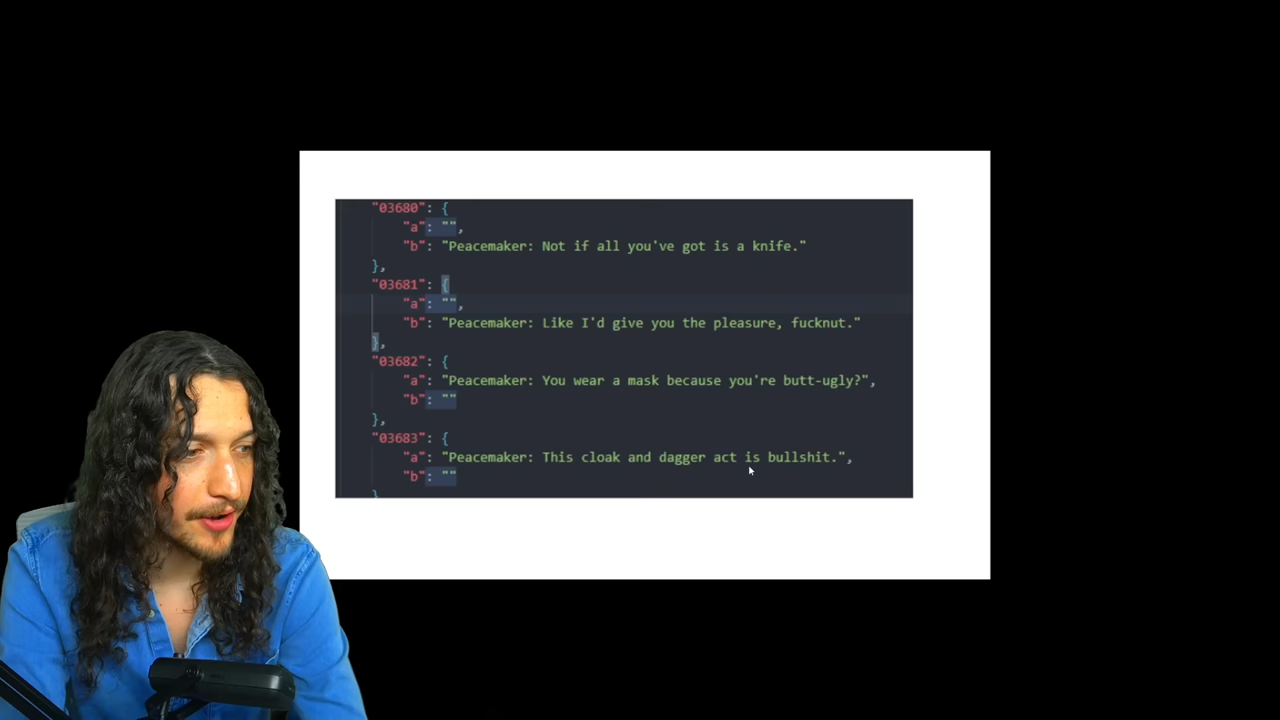 "03680": {
"a": "",
"b": "Peacemaker: Not if all you've got is a knife."
},
"03681": {
"a": "",
"b": "Peacemaker: Like I'd give you the pleasure, fucknut."
},
"03682": {
"a": "Peacemaker: You wear a mask because you're butt-ugly?",
"b": ""
},
"03683": {
"a": "Peacemaker: This cloak and dagger act is bullshit.",
"b": ""
}